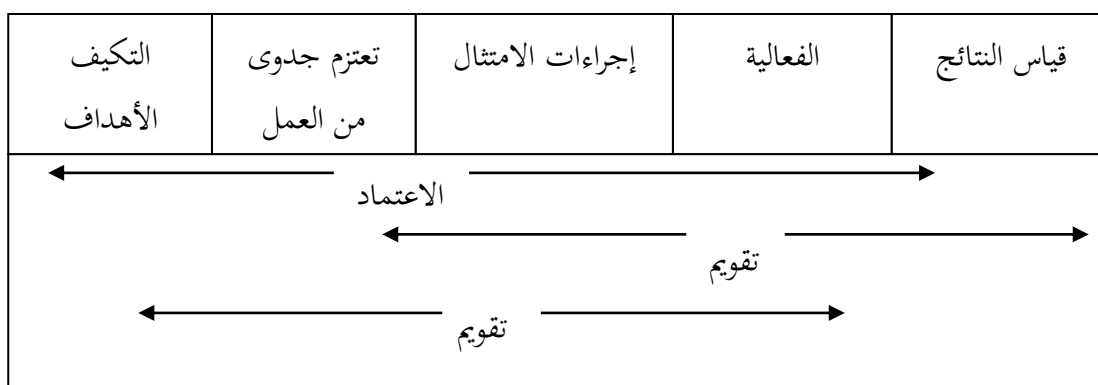 قياس النتائج
الفعالية
إجراءات الامتثال
تعتزم جدوى
من العمل
التكيف
الأهداف
الاعتماد
تقويم
تقويم